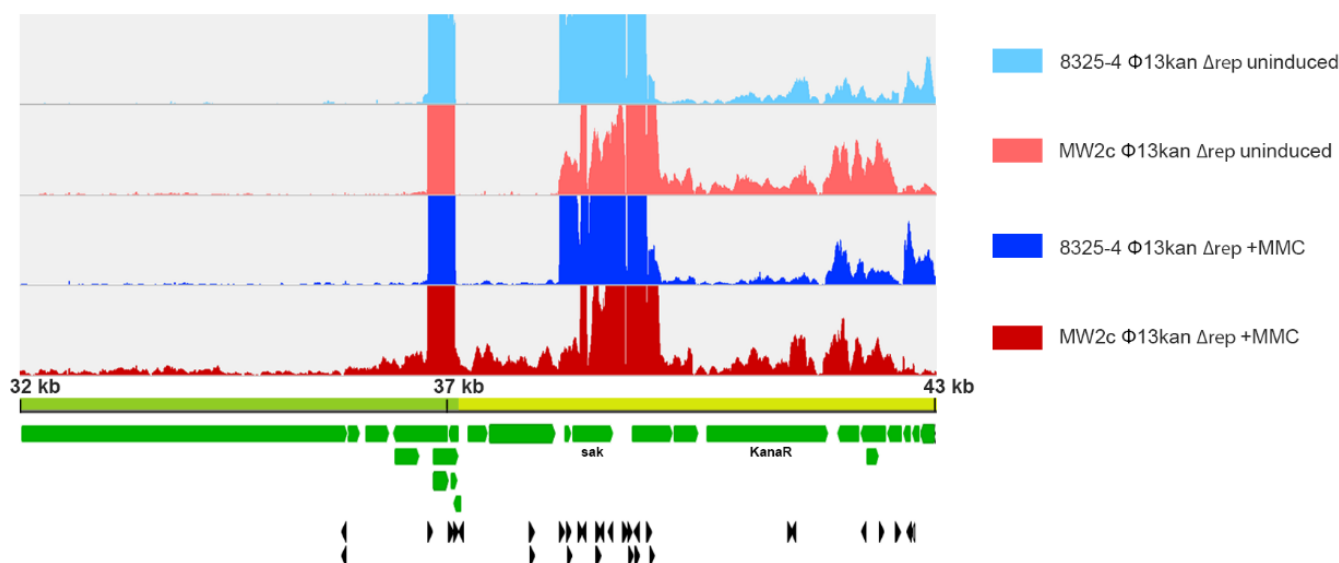 8325-4 Φ13kan Δrep uninduced
MW2c Φ13kan Δrep uninduced
8325-4 Φ13kan Δrep +MMC
MW2c Φ13kan Δrep +MMC
32 kb 37 kb 43 kb
sak KanaR